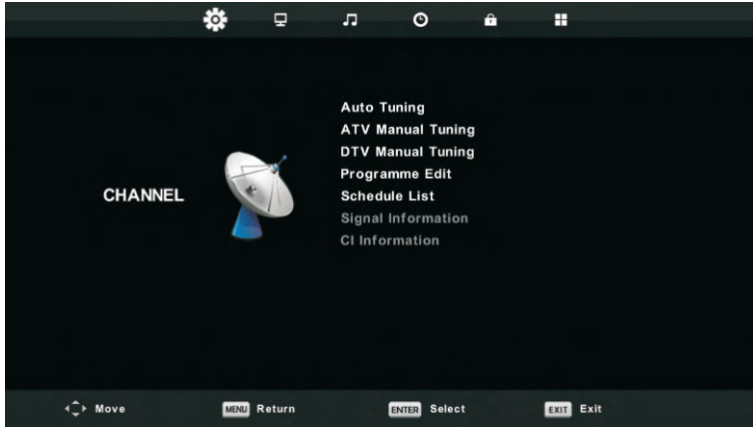 Auto Tuning
ATV Manual Tuning
DTV Manual Tuning
Programme Edit
CHANNEL
Schedule List
Signal Information
CI Information
Move MENU Return ENTER Select EXIT Exit